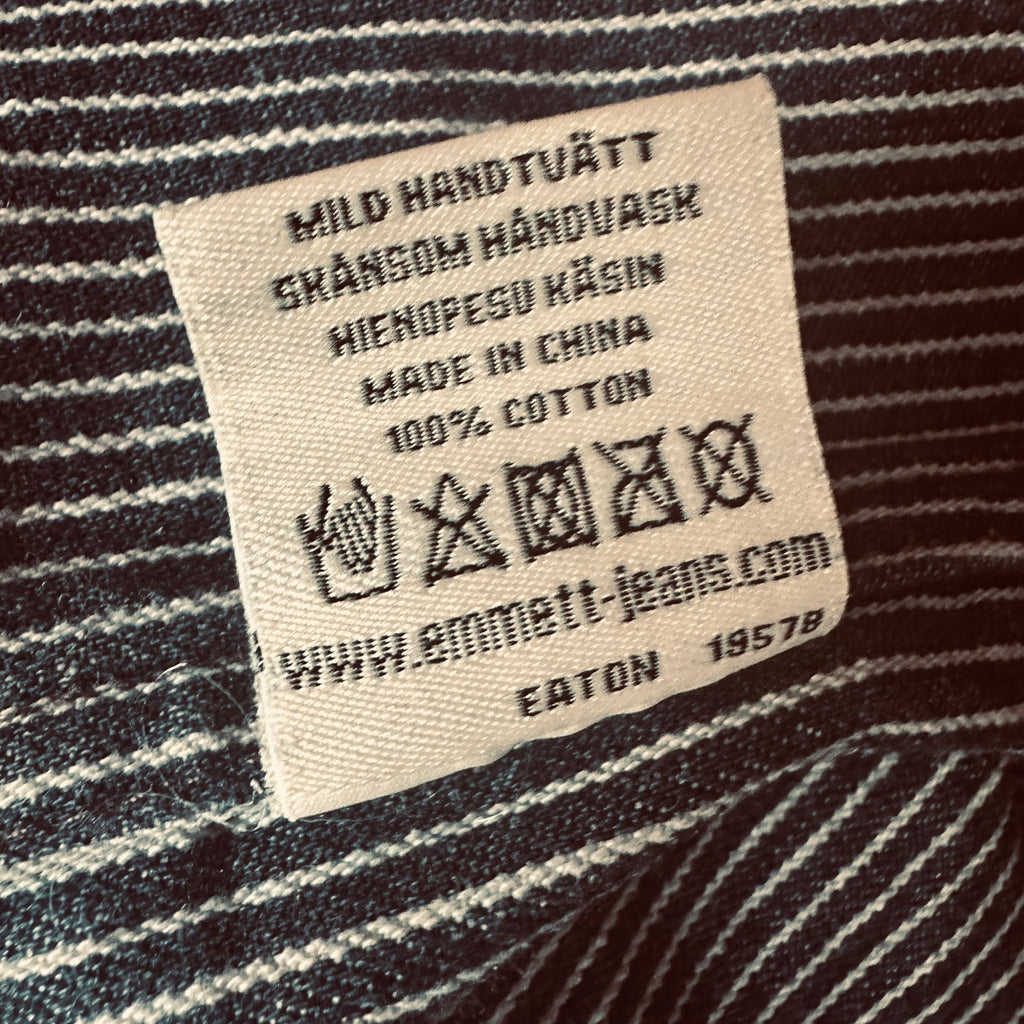 MILD HANDTVÄTT
SKÅNSOM HÅNDVASK
HIENOPESU KÄSIN
MADE IN CHINA
100% COTTON
www.emmett-jeans.com
EATON 19578